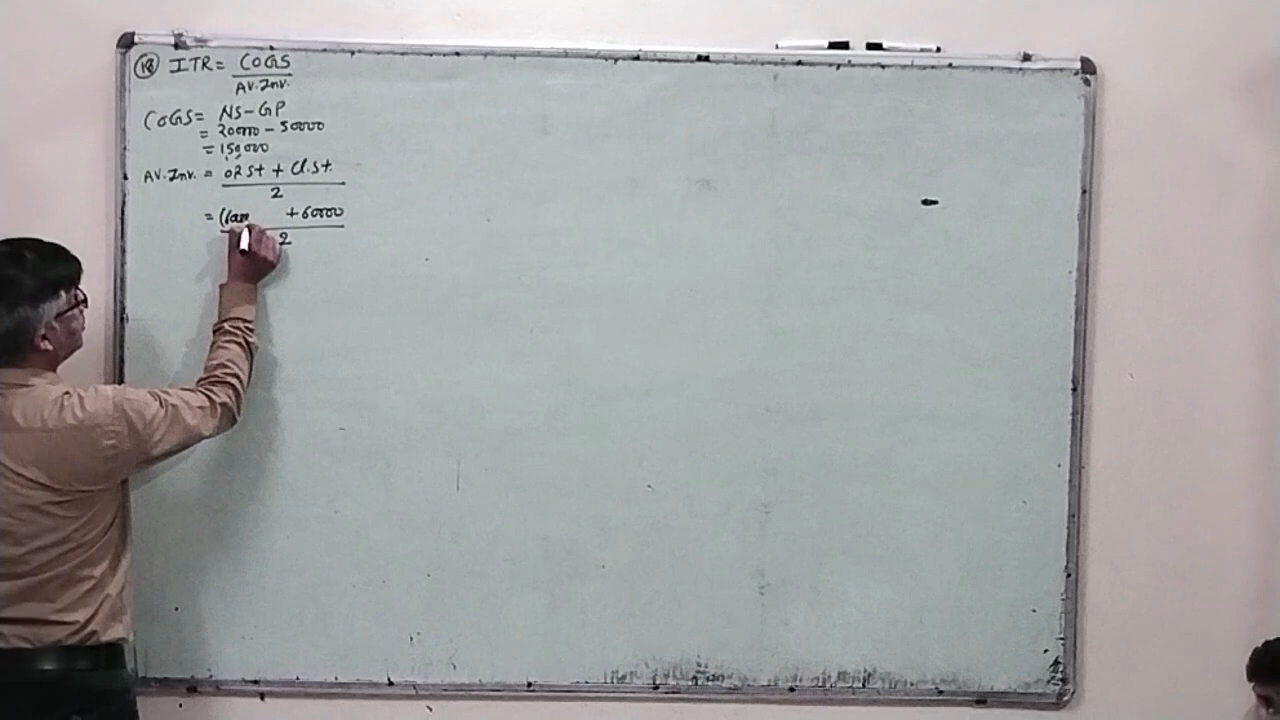 18 ITR = COGS
AV. Inv.
COGS = NS - GP
= 200000 - 50000
= 150000
AV. Inv. = OP St + Cl. St.
2
= ( + 60000
2